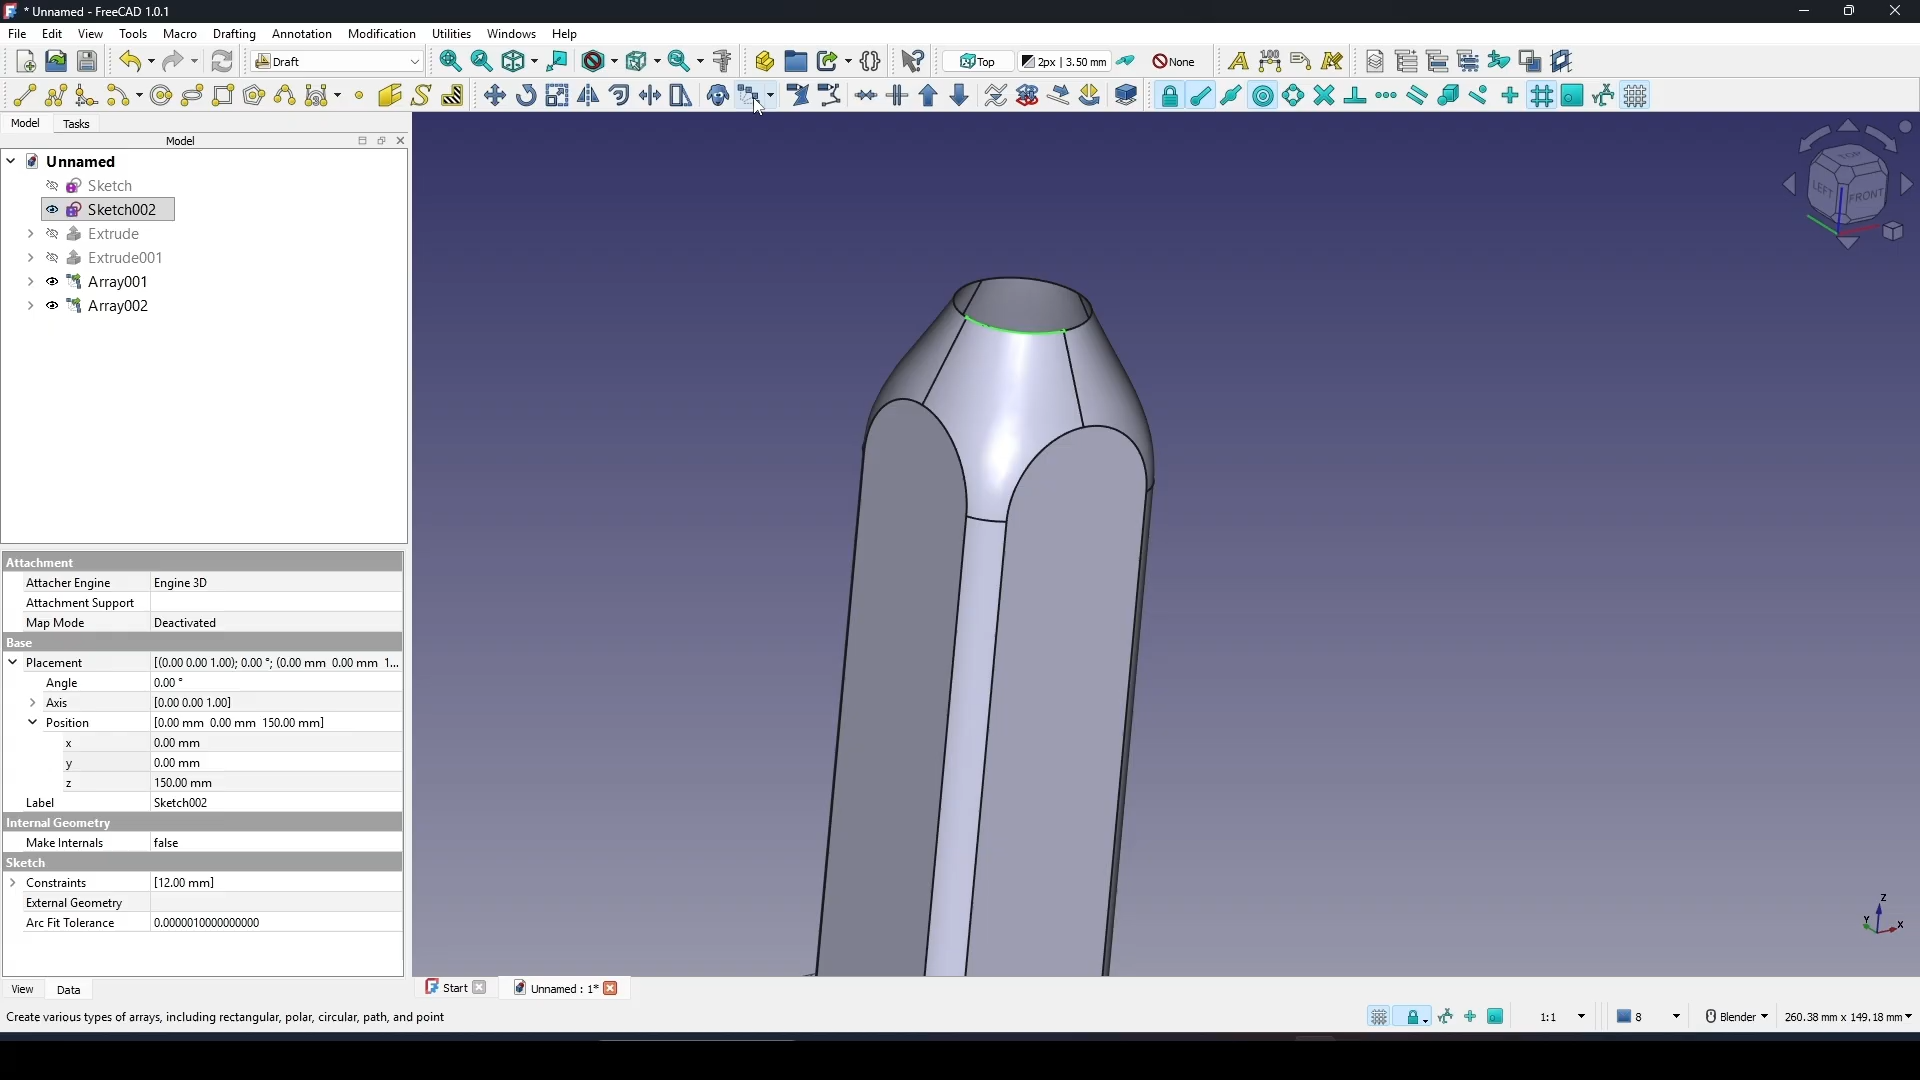 * Unnamed - FreeCAD 1.0.1
File Edit View Tools Macro Drafting Annotation Modification Utilities Windows Help
Draft
Top
2px | 3.50 mm
None
1.00
Model Tasks
Model
Unnamed
Sketch
Sketch002
Extrude
Extrude001
Array001
Array002
TOP
LEFT
FRONT
Attachment
Attacher Engine Engine 3D
Attachment Support
Map Mode Deactivated
Base
Placement [(0.00 0.00 1.00); 0.00 °; (0.00 mm 0.00 mm 1...
Angle 0.00 °
Axis [0.00 0.00 1.00]
Position [0.00 mm 0.00 mm 150.00 mm]
x 0.00 mm
y 0.00 mm
z 150.00 mm
Label Sketch002
Internal Geometry
Make Internals false
Sketch
Constraints [12.00 mm]
External Geometry
Arc Fit Tolerance 0.0000010000000000
Z
Y
X
View Data
Start
Unnamed : 1*
Create various types of arrays, including rectangular, polar, circular, path, and point
1:1
8
Blender
260.38 mm x 149.18 mm